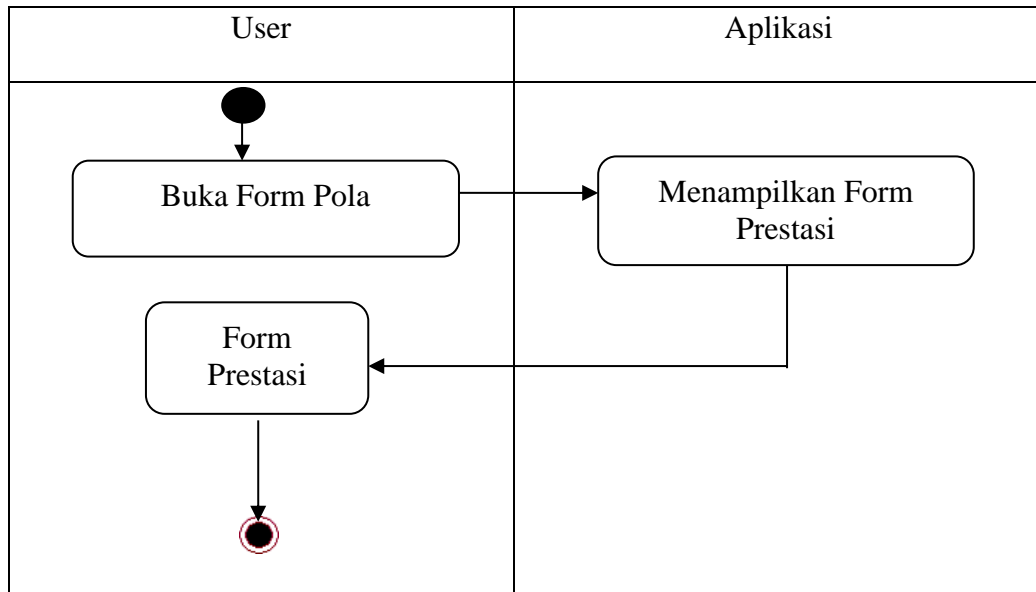 User
Aplikasi
Buka Form Pola
Menampilkan Form
Prestasi
Form
Prestasi